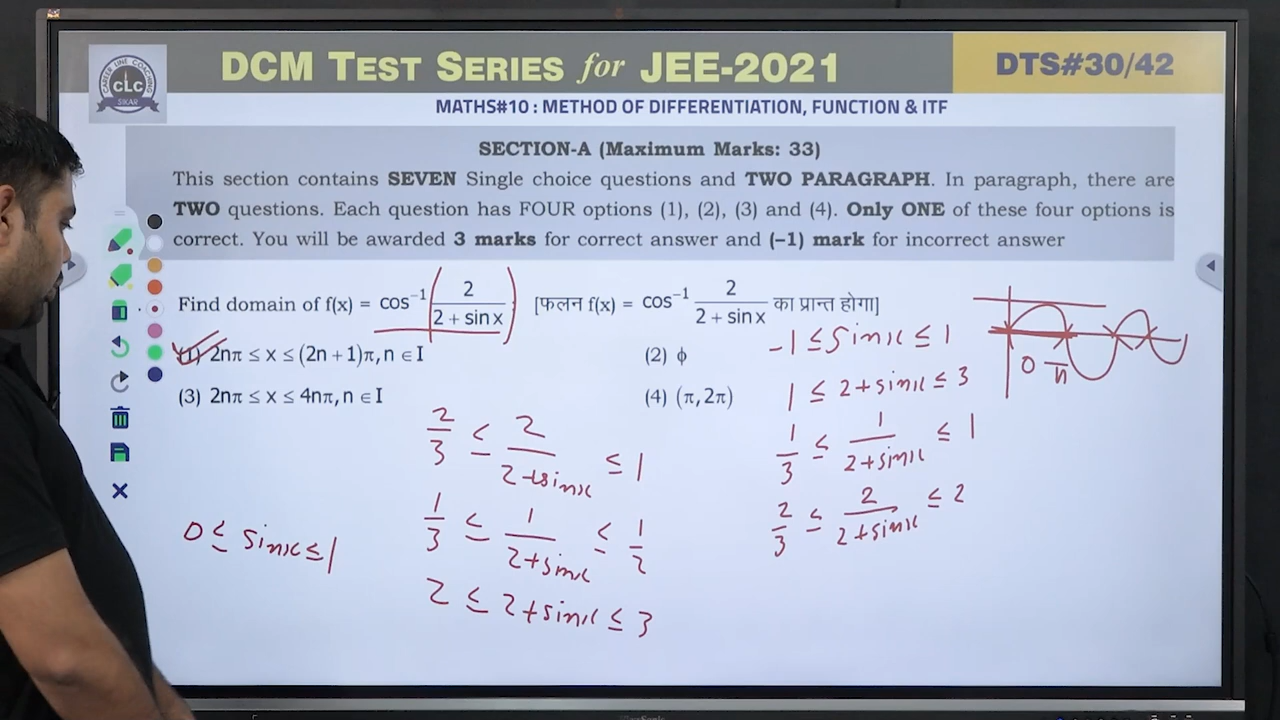 DCM TEST SERIES for JEE-2021
DTS#30/42
CAREER LINE COACHING
CLC
SIKAR
MATHS#10 : METHOD OF DIFFERENTIATION, FUNCTION & ITF
SECTION-A (Maximum Marks: 33)
This section contains SEVEN Single choice questions and TWO PARAGRAPH. In paragraph, there are
TWO questions. Each question has FOUR options (1), (2), (3) and (4). Only ONE of these four options is
correct. You will be awarded 3 marks for correct answer and (–1) mark for incorrect answer
Find domain of f(x) = cos⁻¹(2/(2 + sin x)) [फलन f(x) = cos⁻¹ 2/(2 + sin x) का प्रान्त होगा]
(1) 2nπ ≤ x ≤ (2n + 1)π, n ∈ I (2) ϕ
(3) 2nπ ≤ x ≤ 4nπ, n ∈ I (4) (π, 2π)
-1 ≤ sinx ≤ 1
1 ≤ 2+sinx ≤ 3
1/3 ≤ 1/(2+sinx) ≤ 1
2/3 ≤ 2/(2+sinx) ≤ 2
2/3 ≤ 2/(2+sinx) ≤ 1
1/3 ≤ 1/(2+sinx) ≤ 1/2
2 ≤ 2+sinx ≤ 3
0 ≤ sinx ≤ 1
0 π